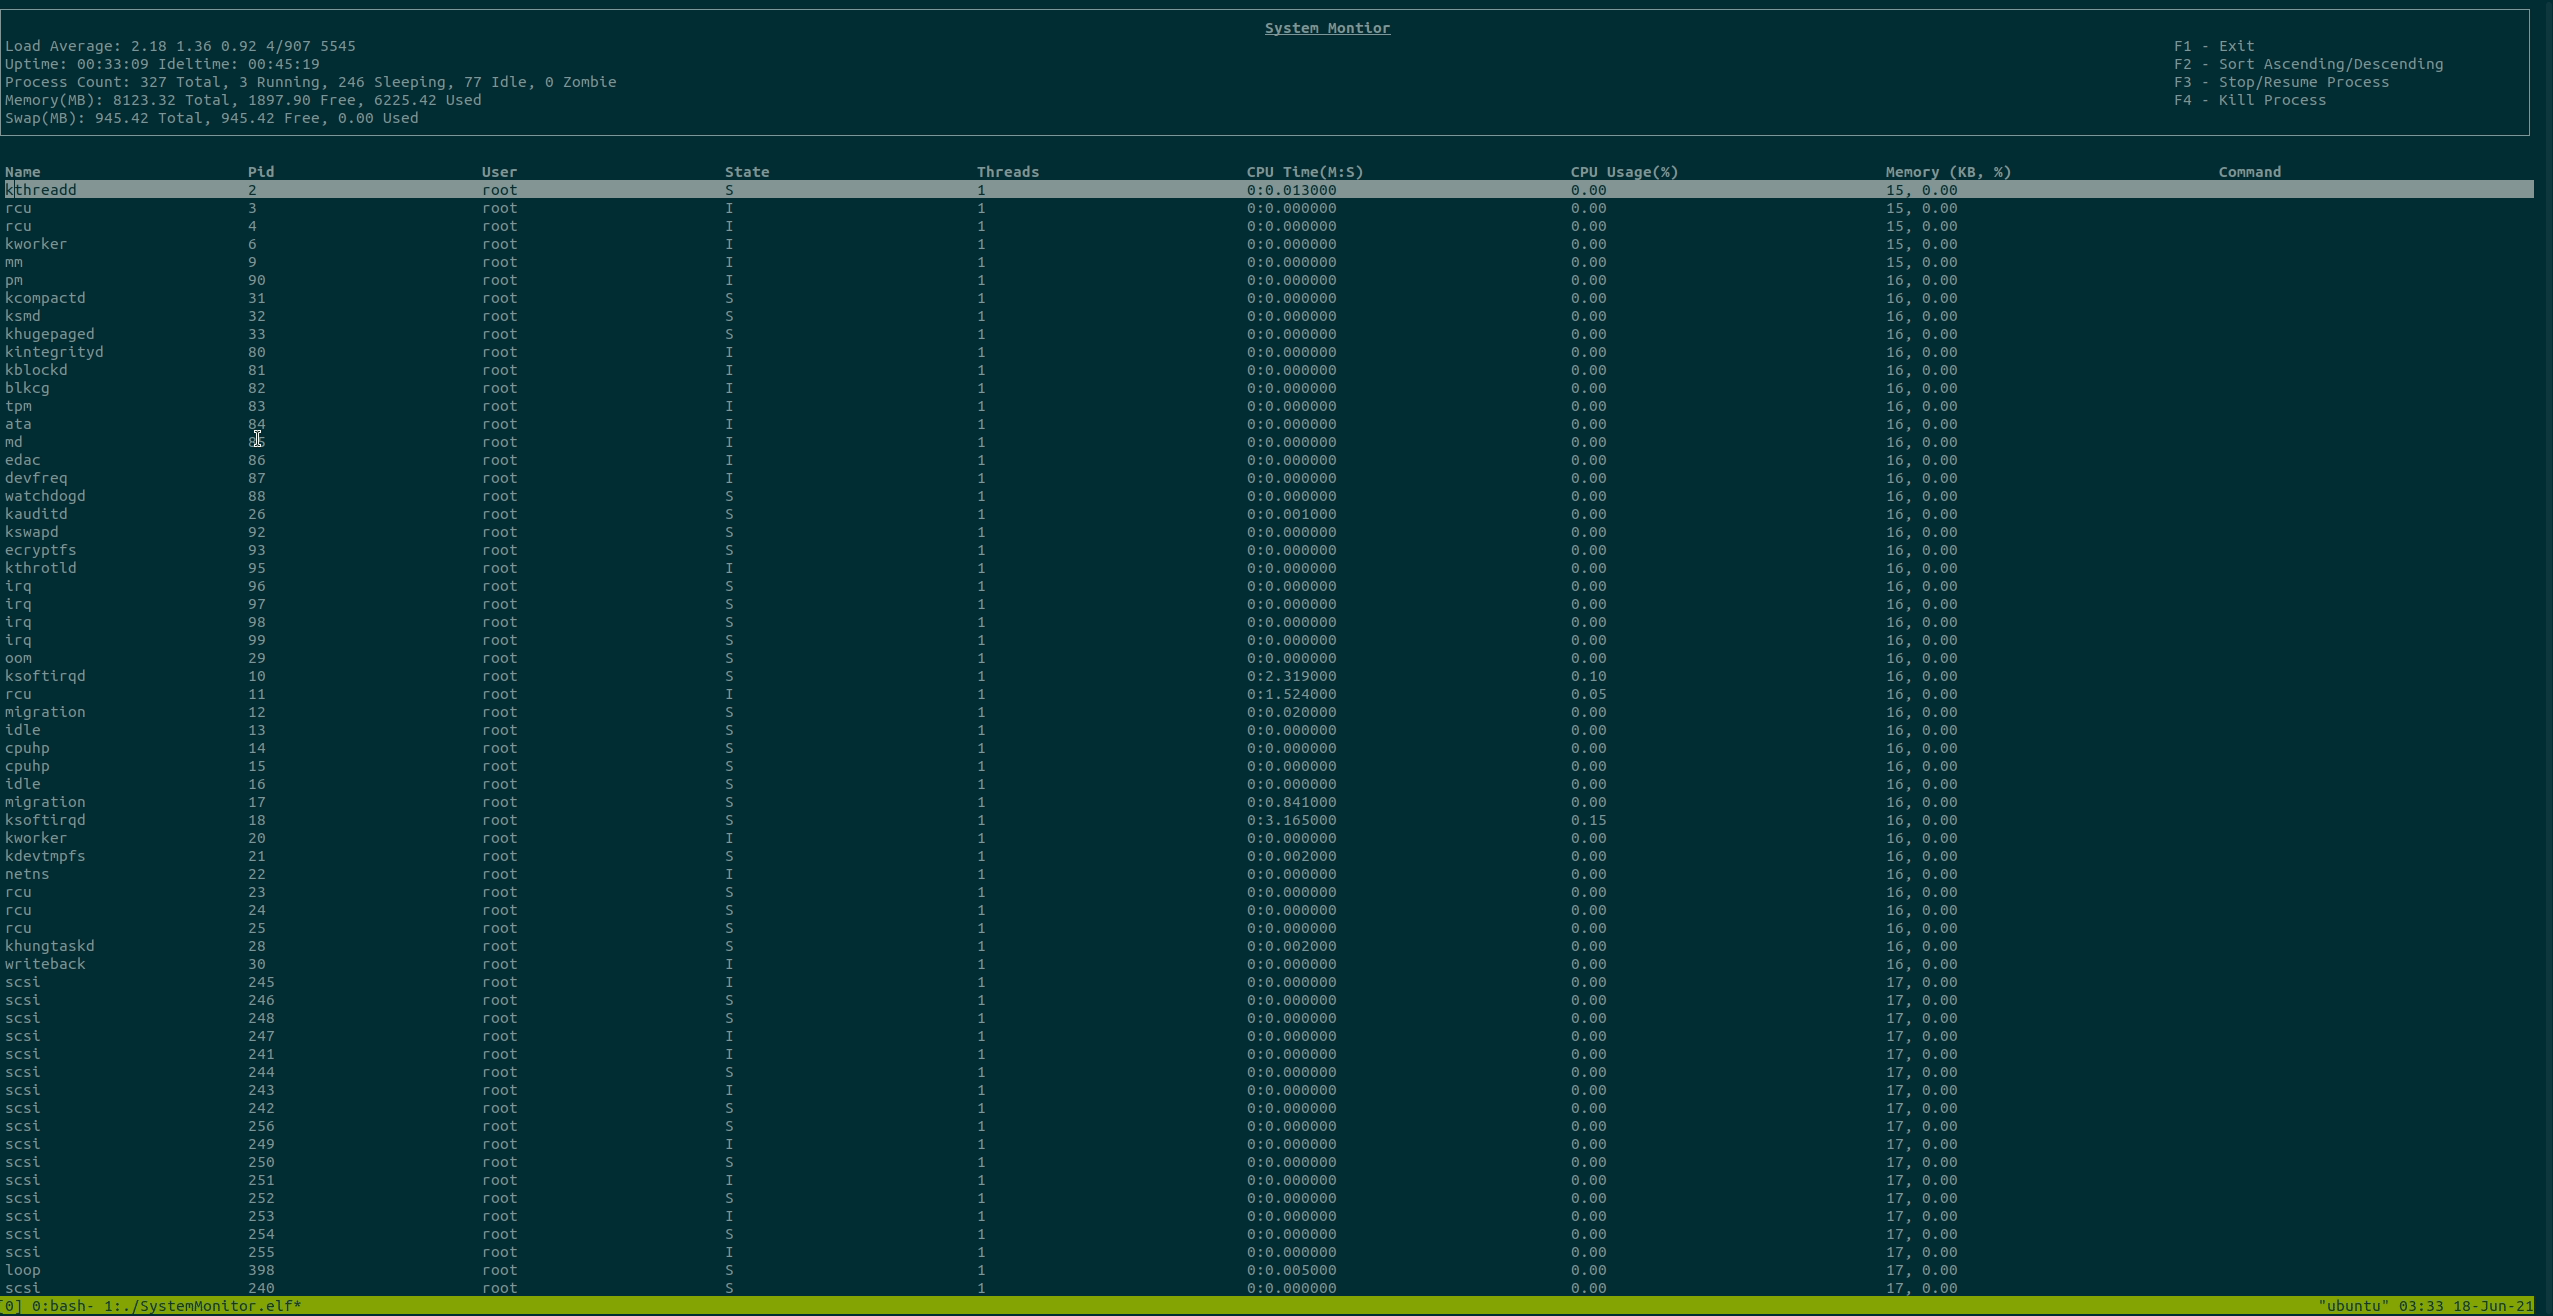 System Montior
Load Average: 2.18 1.36 0.92 4/907 5545 F1 - Exit
Uptime: 00:33:09 Ideltime: 00:45:19 F2 - Sort Ascending/Descending
Process Count: 327 Total, 3 Running, 246 Sleeping, 77 Idle, 0 Zombie F3 - Stop/Resume Process
Memory(MB): 8123.32 Total, 1897.90 Free, 6225.42 Used F4 - Kill Process
Swap(MB): 945.42 Total, 945.42 Free, 0.00 Used
Name Pid User State Threads CPU Time(M:S) CPU Usage(%) Memory (KB, %) Command
kthreadd 2 root S 1 0:0.013000 0.00 15, 0.00
rcu 3 root I 1 0:0.000000 0.00 15, 0.00
rcu 4 root I 1 0:0.000000 0.00 15, 0.00
kworker 6 root I 1 0:0.000000 0.00 15, 0.00
mm 9 root I 1 0:0.000000 0.00 15, 0.00
pm 90 root I 1 0:0.000000 0.00 16, 0.00
kcompactd 31 root S 1 0:0.000000 0.00 16, 0.00
ksmd 32 root S 1 0:0.000000 0.00 16, 0.00
khugepaged 33 root S 1 0:0.000000 0.00 16, 0.00
kintegrityd 80 root I 1 0:0.000000 0.00 16, 0.00
kblockd 81 root I 1 0:0.000000 0.00 16, 0.00
blkcg 82 root I 1 0:0.000000 0.00 16, 0.00
tpm 83 root I 1 0:0.000000 0.00 16, 0.00
ata 84 root I 1 0:0.000000 0.00 16, 0.00
md 85 root I 1 0:0.000000 0.00 16, 0.00
edac 86 root I 1 0:0.000000 0.00 16, 0.00
devfreq 87 root I 1 0:0.000000 0.00 16, 0.00
watchdogd 88 root S 1 0:0.000000 0.00 16, 0.00
kauditd 26 root S 1 0:0.001000 0.00 16, 0.00
kswapd 92 root S 1 0:0.000000 0.00 16, 0.00
ecryptfs 93 root S 1 0:0.000000 0.00 16, 0.00
kthrotld 95 root I 1 0:0.000000 0.00 16, 0.00
irq 96 root S 1 0:0.000000 0.00 16, 0.00
irq 97 root S 1 0:0.000000 0.00 16, 0.00
irq 98 root S 1 0:0.000000 0.00 16, 0.00
irq 99 root S 1 0:0.000000 0.00 16, 0.00
oom 29 root S 1 0:0.000000 0.00 16, 0.00
ksoftirqd 10 root S 1 0:2.319000 0.10 16, 0.00
rcu 11 root I 1 0:1.524000 0.05 16, 0.00
migration 12 root S 1 0:0.020000 0.00 16, 0.00
idle 13 root S 1 0:0.000000 0.00 16, 0.00
cpuhp 14 root S 1 0:0.000000 0.00 16, 0.00
cpuhp 15 root S 1 0:0.000000 0.00 16, 0.00
idle 16 root S 1 0:0.000000 0.00 16, 0.00
migration 17 root S 1 0:0.841000 0.00 16, 0.00
ksoftirqd 18 root S 1 0:3.165000 0.15 16, 0.00
kworker 20 root I 1 0:0.000000 0.00 16, 0.00
kdevtmpfs 21 root S 1 0:0.002000 0.00 16, 0.00
netns 22 root I 1 0:0.000000 0.00 16, 0.00
rcu 23 root S 1 0:0.000000 0.00 16, 0.00
rcu 24 root S 1 0:0.000000 0.00 16, 0.00
rcu 25 root S 1 0:0.000000 0.00 16, 0.00
khungtaskd 28 root S 1 0:0.002000 0.00 16, 0.00
writeback 30 root I 1 0:0.000000 0.00 16, 0.00
scsi 245 root I 1 0:0.000000 0.00 17, 0.00
scsi 246 root S 1 0:0.000000 0.00 17, 0.00
scsi 248 root S 1 0:0.000000 0.00 17, 0.00
scsi 247 root I 1 0:0.000000 0.00 17, 0.00
scsi 241 root I 1 0:0.000000 0.00 17, 0.00
scsi 244 root S 1 0:0.000000 0.00 17, 0.00
scsi 243 root I 1 0:0.000000 0.00 17, 0.00
scsi 242 root S 1 0:0.000000 0.00 17, 0.00
scsi 256 root S 1 0:0.000000 0.00 17, 0.00
scsi 249 root I 1 0:0.000000 0.00 17, 0.00
scsi 250 root S 1 0:0.000000 0.00 17, 0.00
scsi 251 root I 1 0:0.000000 0.00 17, 0.00
scsi 252 root S 1 0:0.000000 0.00 17, 0.00
scsi 253 root I 1 0:0.000000 0.00 17, 0.00
scsi 254 root S 1 0:0.000000 0.00 17, 0.00
scsi 255 root I 1 0:0.000000 0.00 17, 0.00
loop 398 root S 1 0:0.005000 0.00 17, 0.00
scsi 240 root S 1 0:0.000000 0.00 17, 0.00
[0] 0:bash- 1:./SystemMonitor.elf* "ubuntu" 03:33 18-Jun-21